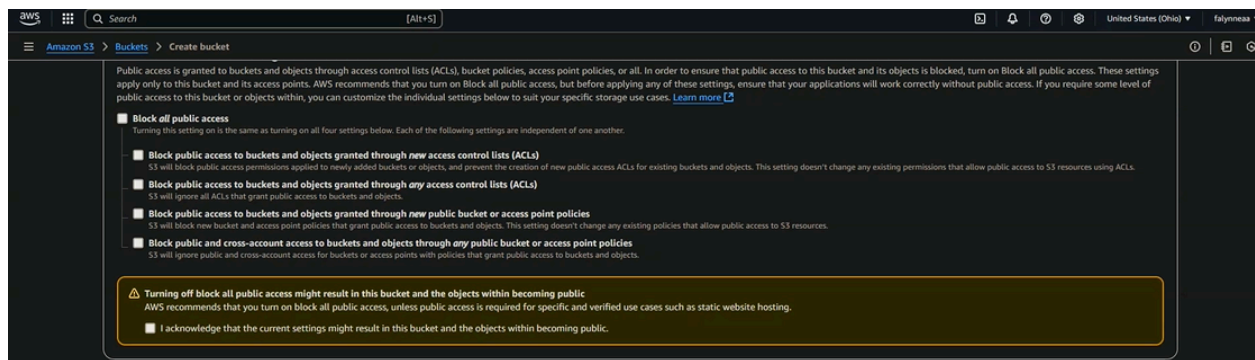 aws
Search [Alt+S] United States (Ohio) ▼ falynneaa
Amazon S3 > Buckets > Create bucket
Public access is granted to buckets and objects through access control lists (ACLs), bucket policies, access point policies, or all. In order to ensure that public access to this bucket and its objects is blocked, turn on Block all public access. These settings
apply only to this bucket and its access points. AWS recommends that you turn on Block all public access, but before applying any of these settings, ensure that your applications will work correctly without public access. If you require some level of
public access to this bucket or objects within, you can customize the individual settings below to suit your specific storage use cases. Learn more
Block all public access
Turning this setting on is the same as turning on all four settings below. Each of the following settings are independent of one another.
Block public access to buckets and objects granted through new access control lists (ACLs)
S3 will block public access permissions applied to newly added buckets or objects, and prevent the creation of new public access ACLs for existing buckets and objects. This setting doesn't change any existing permissions that allow public access to S3 resources using ACLs.
Block public access to buckets and objects granted through any access control lists (ACLs)
S3 will ignore all ACLs that grant public access to buckets and objects.
Block public access to buckets and objects granted through new public bucket or access point policies
S3 will block new bucket and access point policies that grant public access to buckets and objects. This setting doesn't change any existing policies that allow public access to S3 resources.
Block public and cross-account access to buckets and objects through any public bucket or access point policies
S3 will ignore public and cross-account access for buckets or access points with policies that grant public access to buckets and objects.
Turning off block all public access might result in this bucket and the objects within becoming public
AWS recommends that you turn on block all public access, unless public access is required for specific and verified use cases such as static website hosting.
I acknowledge that the current settings might result in this bucket and the objects within becoming public.